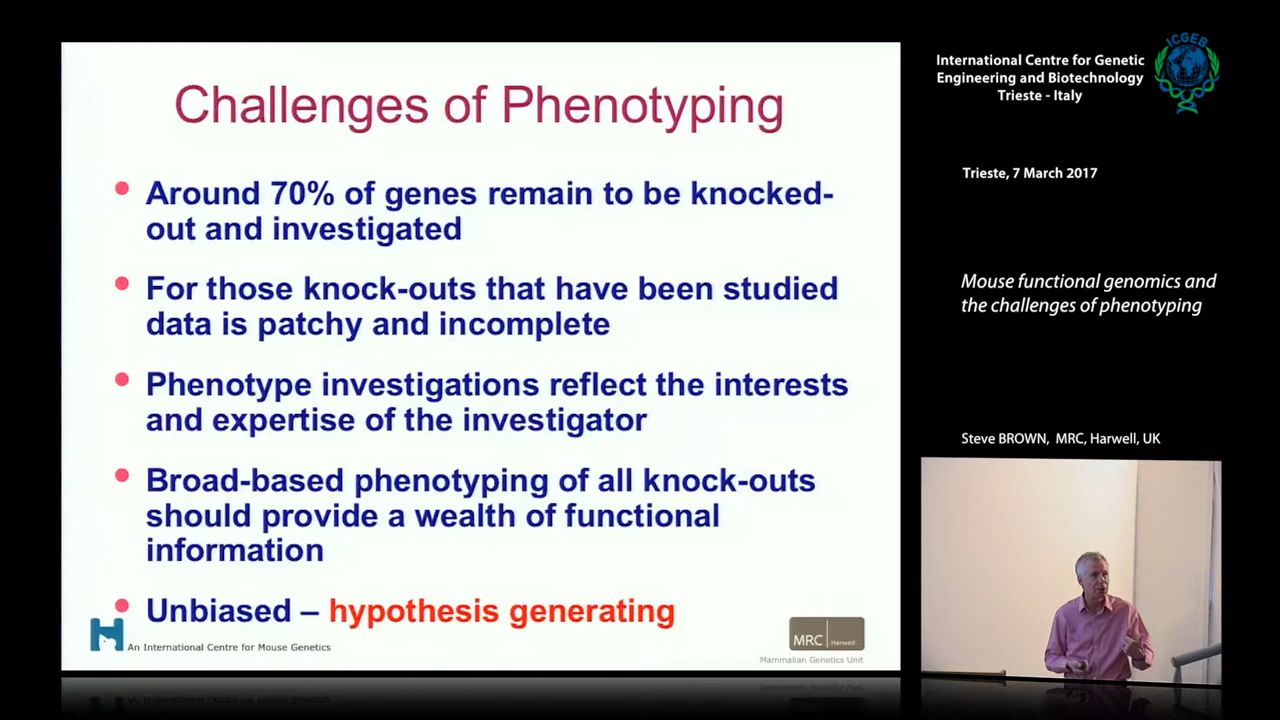 Challenges of Phenotyping
Around 70% of genes remain to be knocked-
out and investigated
For those knock-outs that have been studied
data is patchy and incomplete
Phenotype investigations reflect the interests
and expertise of the investigator
Broad-based phenotyping of all knock-outs
should provide a wealth of functional
information
Unbiased – hypothesis generating
An International Centre for Mouse Genetics
MRC Harwell
Mammalian Genetics Unit
International Centre for Genetic
Engineering and Biotechnology
Trieste - Italy
ICGEB
Trieste, 7 March 2017
Mouse functional genomics and
the challenges of phenotyping
Steve BROWN, MRC, Harwell, UK